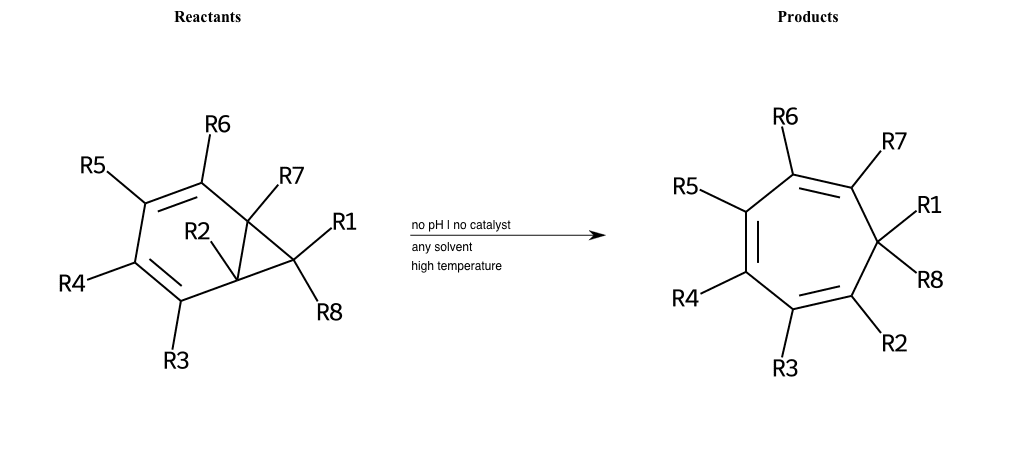 Reactants
Products
R6
R5
R7
R2
R1
R4
R8
R3
no pH | no catalyst
any solvent
high temperature
R6
R7
R5
R1
R8
R4
R2
R3